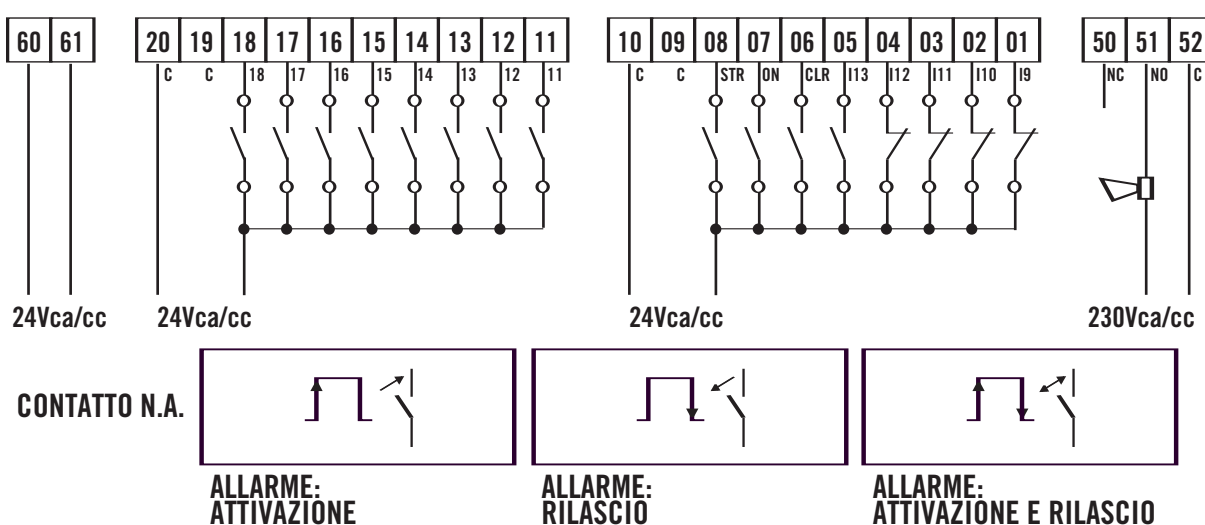 60 61 20 19 18 17 16 15 14 13 12 11 10 09 08 07 06 05 04 03 02 01 50 51 52
C C 18 17 16 15 14 13 12 11 C C STR ON CLR I13 I12 I11 I10 I9 NC NO C
24Vca/cc 24Vca/cc 24Vca/cc 230Vca/cc
CONTATTO N.A.
ALLARME: ALLARME: ALLARME:
ATTIVAZIONE RILASCIO ATTIVAZIONE E RILASCIO